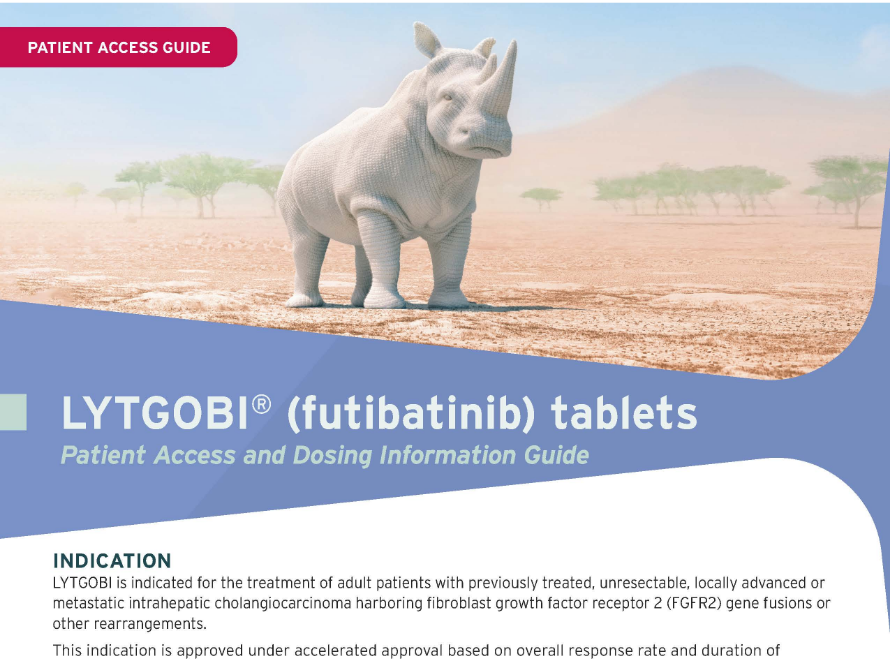 PATIENT ACCESS GUIDE
LYTGOBI® (futibatinib) tablets
Patient Access and Dosing Information Guide
INDICATION
LYTGOBI is indicated for the treatment of adult patients with previously treated, unresectable, locally advanced or
metastatic intrahepatic cholangiocarcinoma harboring fibroblast growth factor receptor 2 (FGFR2) gene fusions or
other rearrangements.
This indication is approved under accelerated approval based on overall response rate and duration of